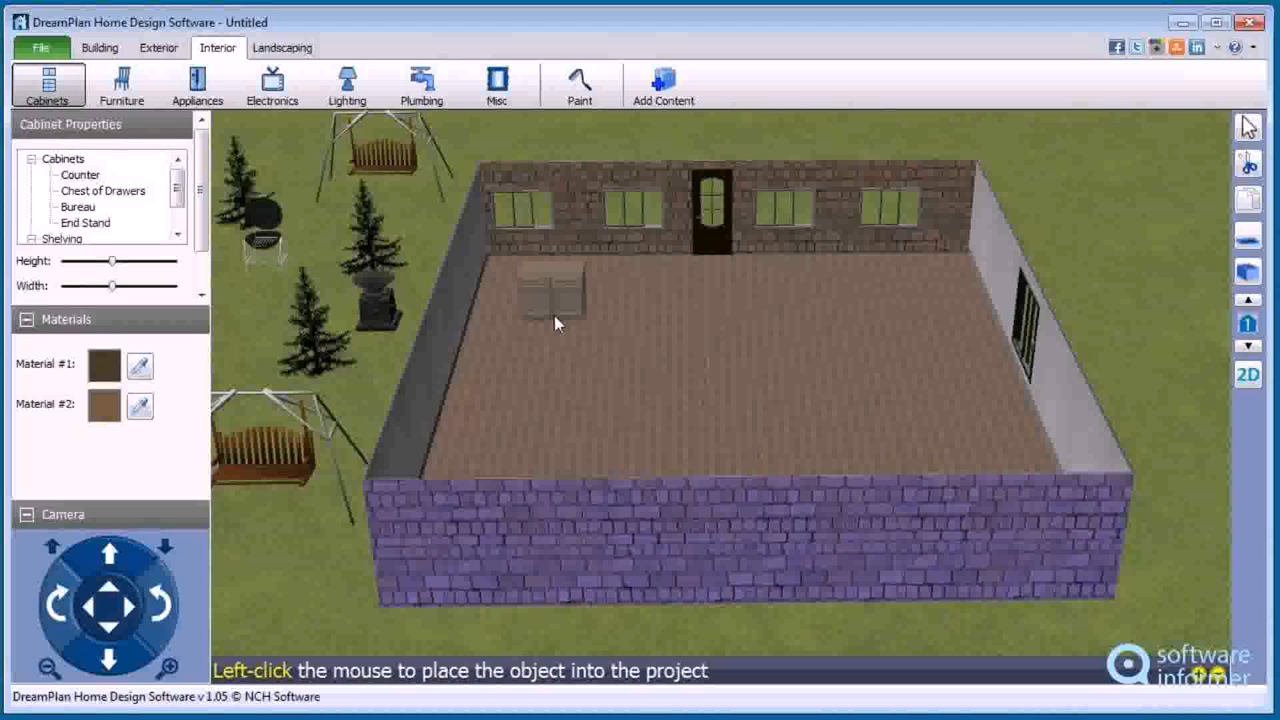 DreamPlan Home Design Software - Untitled
File Building Exterior Interior Landscaping
Cabinets Furniture Appliances Electronics Lighting Plumbing Misc Paint Add Content
Cabinet Properties
Cabinets
Counter
Chest of Drawers
Bureau
End Stand
Shelving
Height:
Width:
Materials
Material #1:
Material #2:
Camera
1
2D
Left-click the mouse to place the object into the project
software
informer
DreamPlan Home Design Software v 1.05 © NCH Software